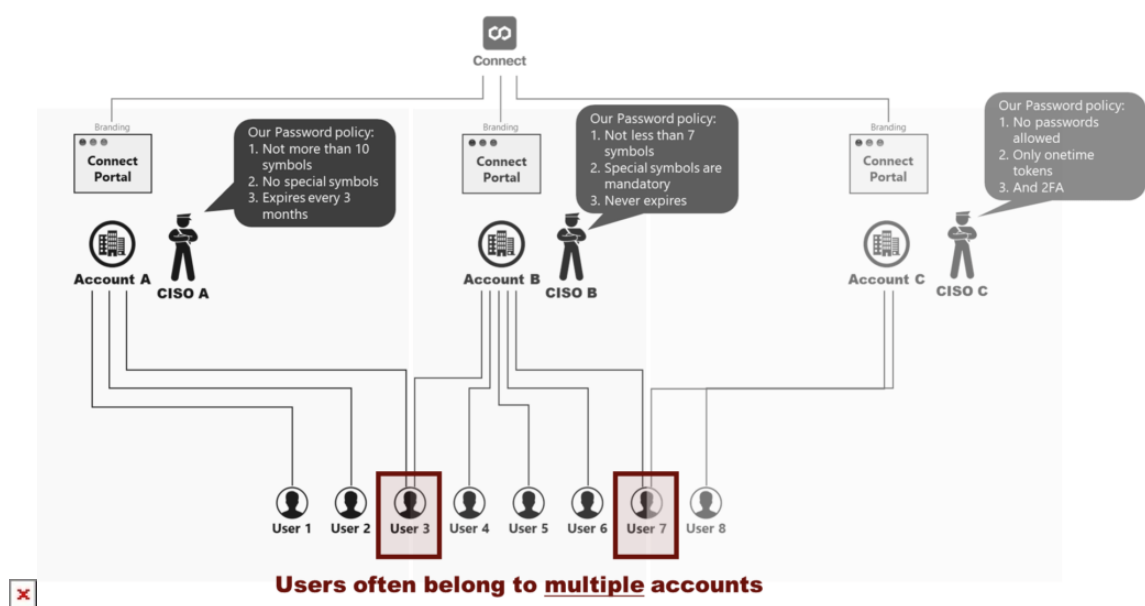 Connect
Branding
Connect
Portal
Our Password policy:
1. Not more than 10
symbols
2. No special symbols
3. Expires every 3
months
Account A
CISO A
Branding
Connect
Portal
Our Password policy:
1. Not less than 7
symbols
2. Special symbols are
mandatory
3. Never expires
Account B
CISO B
Branding
Connect
Portal
Our Password policy:
1. No passwords
allowed
2. Only onetime
tokens
3. And 2FA
Account C
CISO C
User 1
User 2
User 3
User 4
User 5
User 6
User 7
User 8
Users often belong to multiple accounts